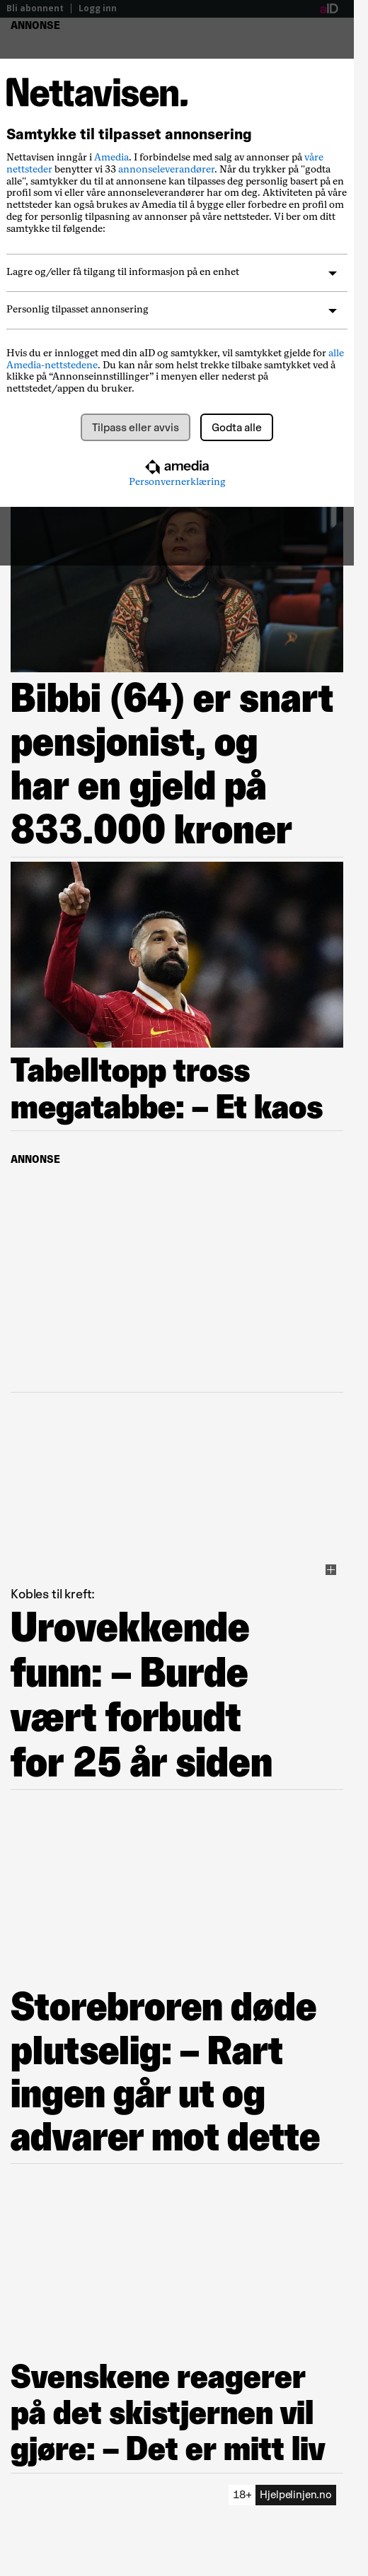 Bli abonnent | Logg inn aID
ANNONSE
Nettavisen.
Samtykke til tilpasset annonsering
Nettavisen inngår i Amedia. I forbindelse med salg av annonser på våre
nettsteder benytter vi 33 annonseleverandører. Når du trykker på "godta
alle", samtykker du til at annonsene kan tilpasses deg personlig basert på en
profil som vi eller våre annonseleverandører har om deg. Aktiviteten på våre
nettsteder kan også brukes av Amedia til å bygge eller forbedre en profil om
deg for personlig tilpasning av annonser på våre nettsteder. Vi ber om ditt
samtykke til følgende:
Lagre og/eller få tilgang til informasjon på en enhet
Personlig tilpasset annonsering
Hvis du er innlogget med din aID og samtykker, vil samtykket gjelde for alle
Amedia-nettstedene. Du kan når som helst trekke tilbake samtykket ved å
klikke på “Annonseinnstillinger” i menyen eller nederst på
nettstedet/appen du bruker.
Tilpass eller avvis
Godta alle
amedia
Personvernerklæring
Bibbi (64) er snart
pensjonist, og
har en gjeld på
833.000 kroner
Tabelltopp tross
megatabbe: – Et kaos
ANNONSE
Kobles til kreft:
Urovekkende
funn: – Burde
vært forbudt
for 25 år siden
Storebroren døde
plutselig: – Rart
ingen går ut og
advarer mot dette
Svenskene reagerer
på det skistjernen vil
gjøre: – Det er mitt liv
18+ Hjelpelinjen.no